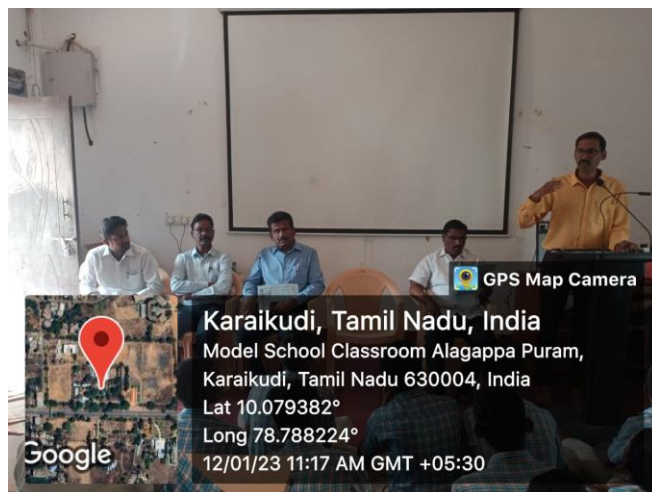 GPS Map Camera
Karaikudi, Tamil Nadu, India
Model School Classroom Alagappa Puram,
Karaikudi, Tamil Nadu 630004, India
Lat 10.079382°
Long 78.788224°
12/01/23 11:17 AM GMT +05:30
Google